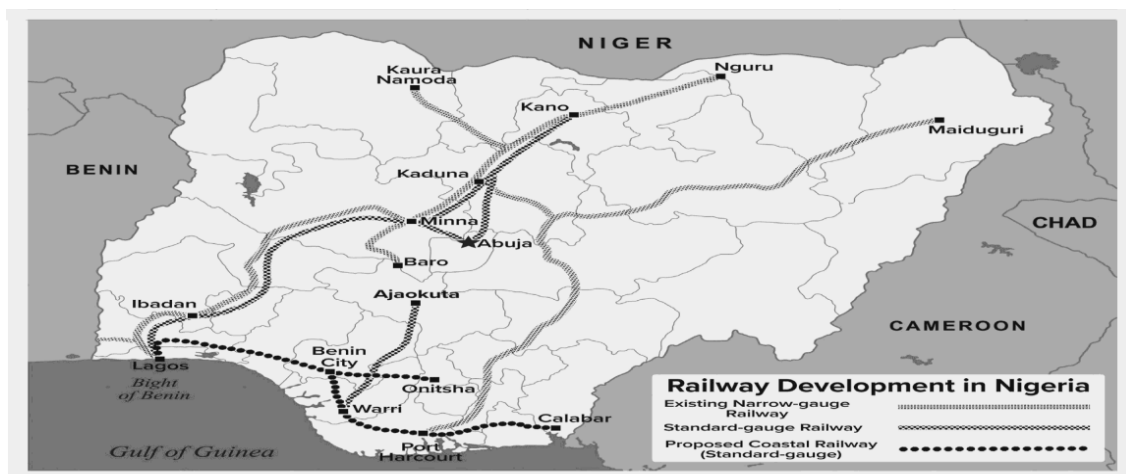 NIGER
Kaura
Namoda
Nguru
Kano
Maiduguri
BENIN
Kaduna
Minna
Abuja
CHAD
Baro
Ajaokuta
Ibadan
CAMEROON
Lagos
Benin
City
Bight
of Benin
Onitsha
Warri
Calabar
Port
Harcourt
Gulf of Guinea
Railway Development in Nigeria
Existing Narrow-gauge
Railway
Standard-gauge Railway
Proposed Coastal Railway
(Standard-gauge)